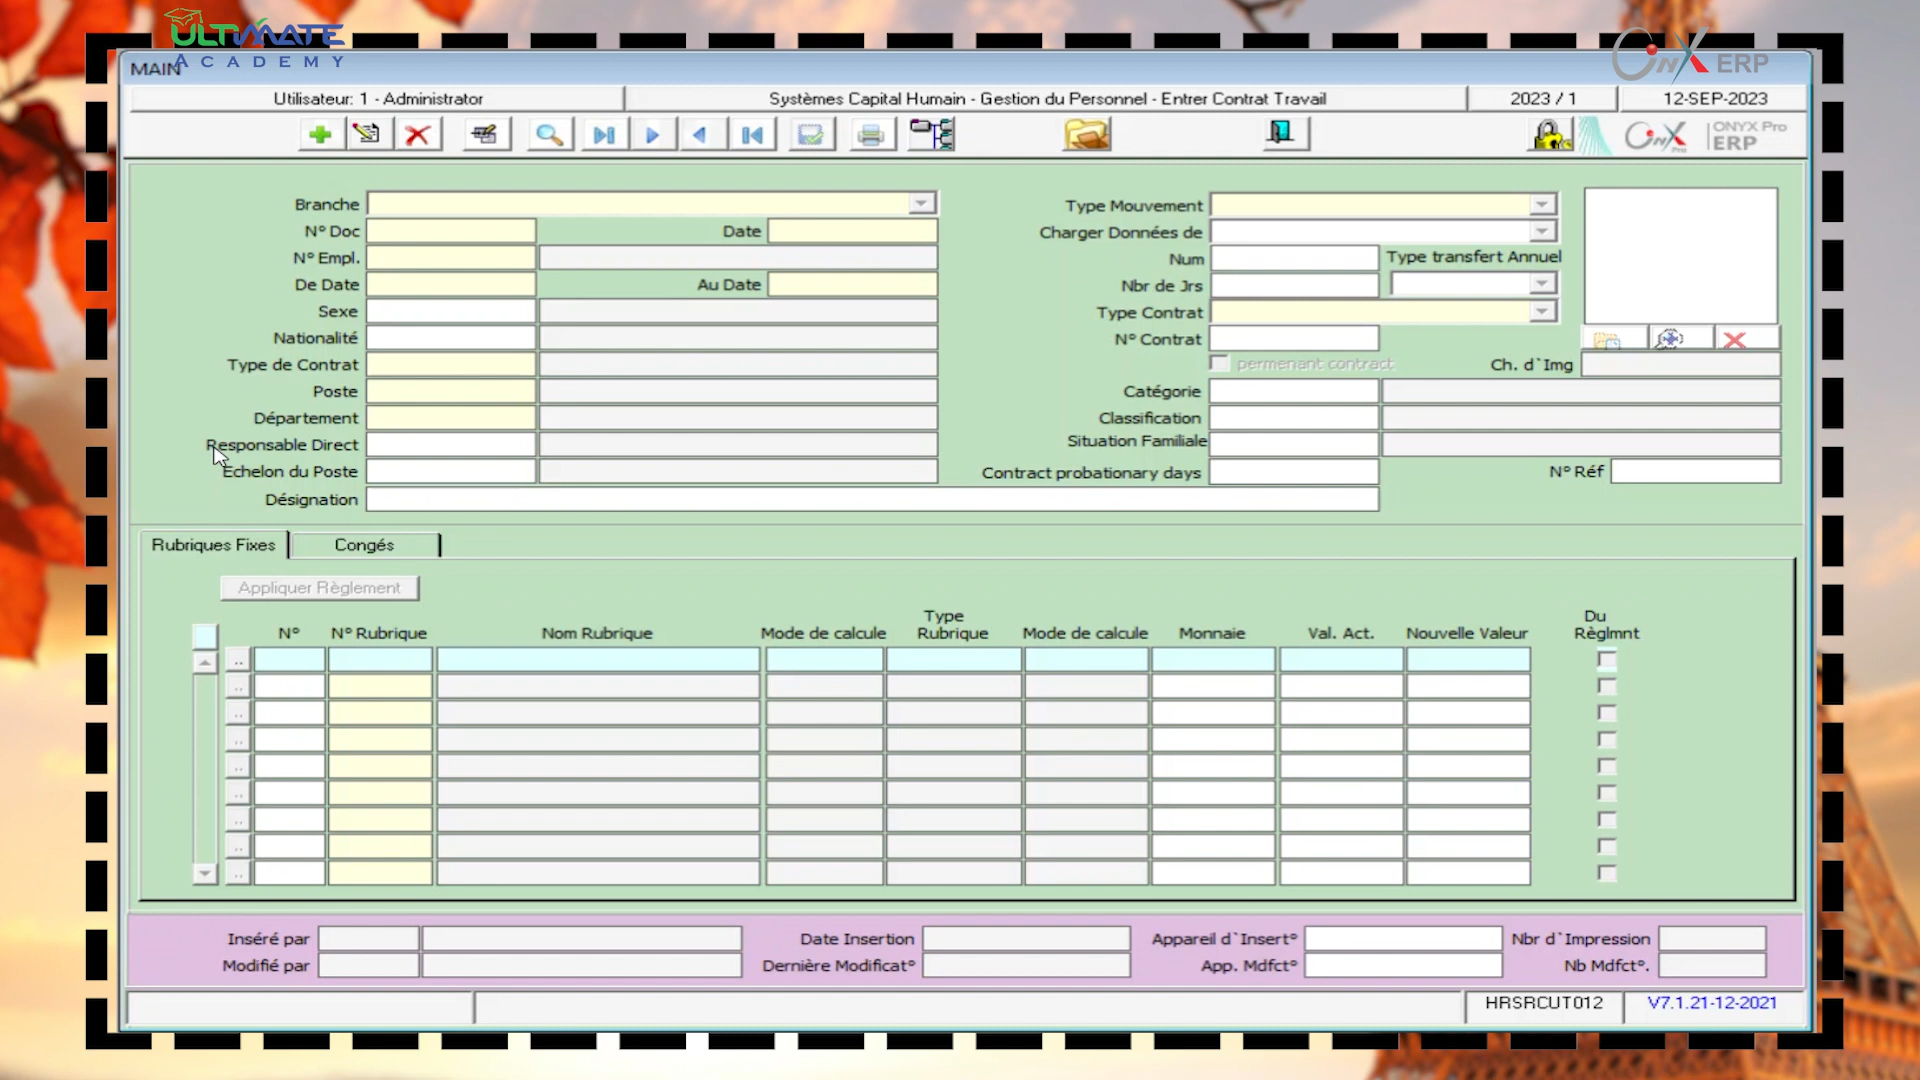 ULTIMATE
ACADEMY
ONX ERP
MAIN
Utilisateur: 1 - Administrator
Systèmes Capital Humain - Gestion du Personnel - Entrer Contrat Travail
2023 / 1
12-SEP-2023
Onyx Pro
ONYX Pro
ERP
Branche
Type Mouvement
N° Doc
Date
Charger Données de
N° Empl.
Num
Type transfert Annuel
De Date
Au Date
Nbr de Jrs
Sexe
Type Contrat
Nationalité
N° Contrat
Type de Contrat
permenant contract
Ch. d`Img
Poste
Catégorie
Département
Classification
Responsable Direct
Situation Familiale
Echelon du Poste
Contract probationary days
N° Réf
Désignation
Rubriques Fixes
Congés
Appliquer Règlement
N°
N° Rubrique
Nom Rubrique
Mode de calcule
Type
Rubrique
Mode de calcule
Monnaie
Val. Act.
Nouvelle Valeur
Du
Règlmnt
Inséré par
Date Insertion
Appareil d`Insert°
Nbr d`Impression
Modifié par
Dernière Modificat°
App. Mdfct°
Nb Mdfct°.
HRSRCUT012
V7.1.21-12-2021